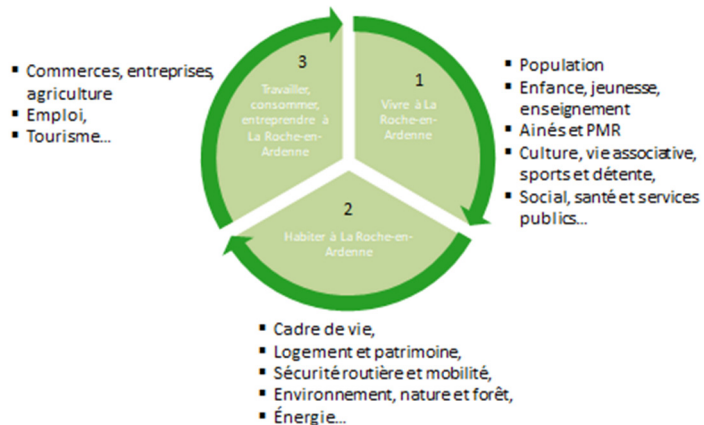 3
Travailler,
consommer,
entreprendre à
La Roche-en-
Ardenne
▪ Commerces, entreprises,
agriculture
▪ Emploi,
▪ Tourisme…
1
Vivre à La
Roche-en-
Ardenne
▪ Population
▪ Enfance, jeunesse,
enseignement
▪ Ainés et PMR
▪ Culture, vie associative,
sports et détente,
▪ Social, santé et services
publics…
2
Habiter à La Roche-en-
Ardenne
▪ Cadre de vie,
▪ Logement et patrimoine,
▪ Sécurité routière et mobilité,
▪ Environnement, nature et forêt,
▪ Énergie…